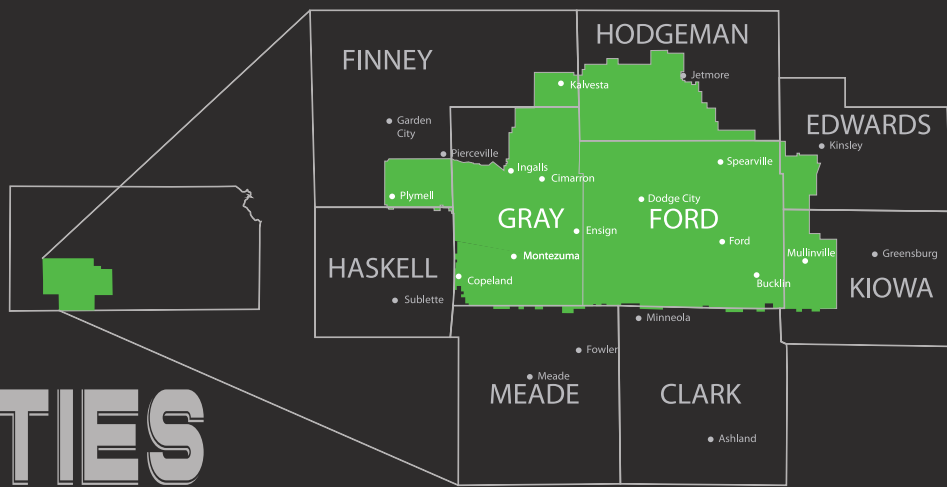 HODGEMAN
FINNEY
Jetmore
Kalvesta
Garden
City
EDWARDS
Kinsley
Pierceville
Spearville
Ingalls
Cimarron
Plymell
Dodge City
GRAY
FORD
Ensign
Ford
Montezuma
Mullinville
Greensburg
HASKELL
Copeland
Bucklin
KIOWA
Sublette
Minneola
Fowler
Meade
MEADE
CLARK
Ashland
TIES